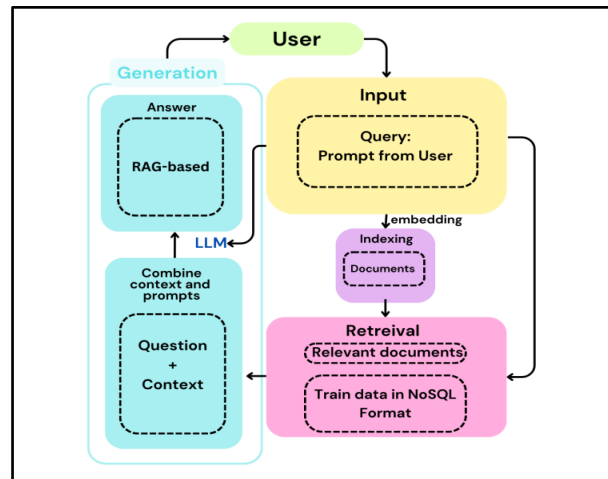 User
Generation
Answer
RAG-based
LLM
Combine
context and
prompts
Question
+
Context
Input
Query:
Prompt from User
embedding
Indexing
Documents
Retreival
Relevant documents
Train data in NoSQL
Format